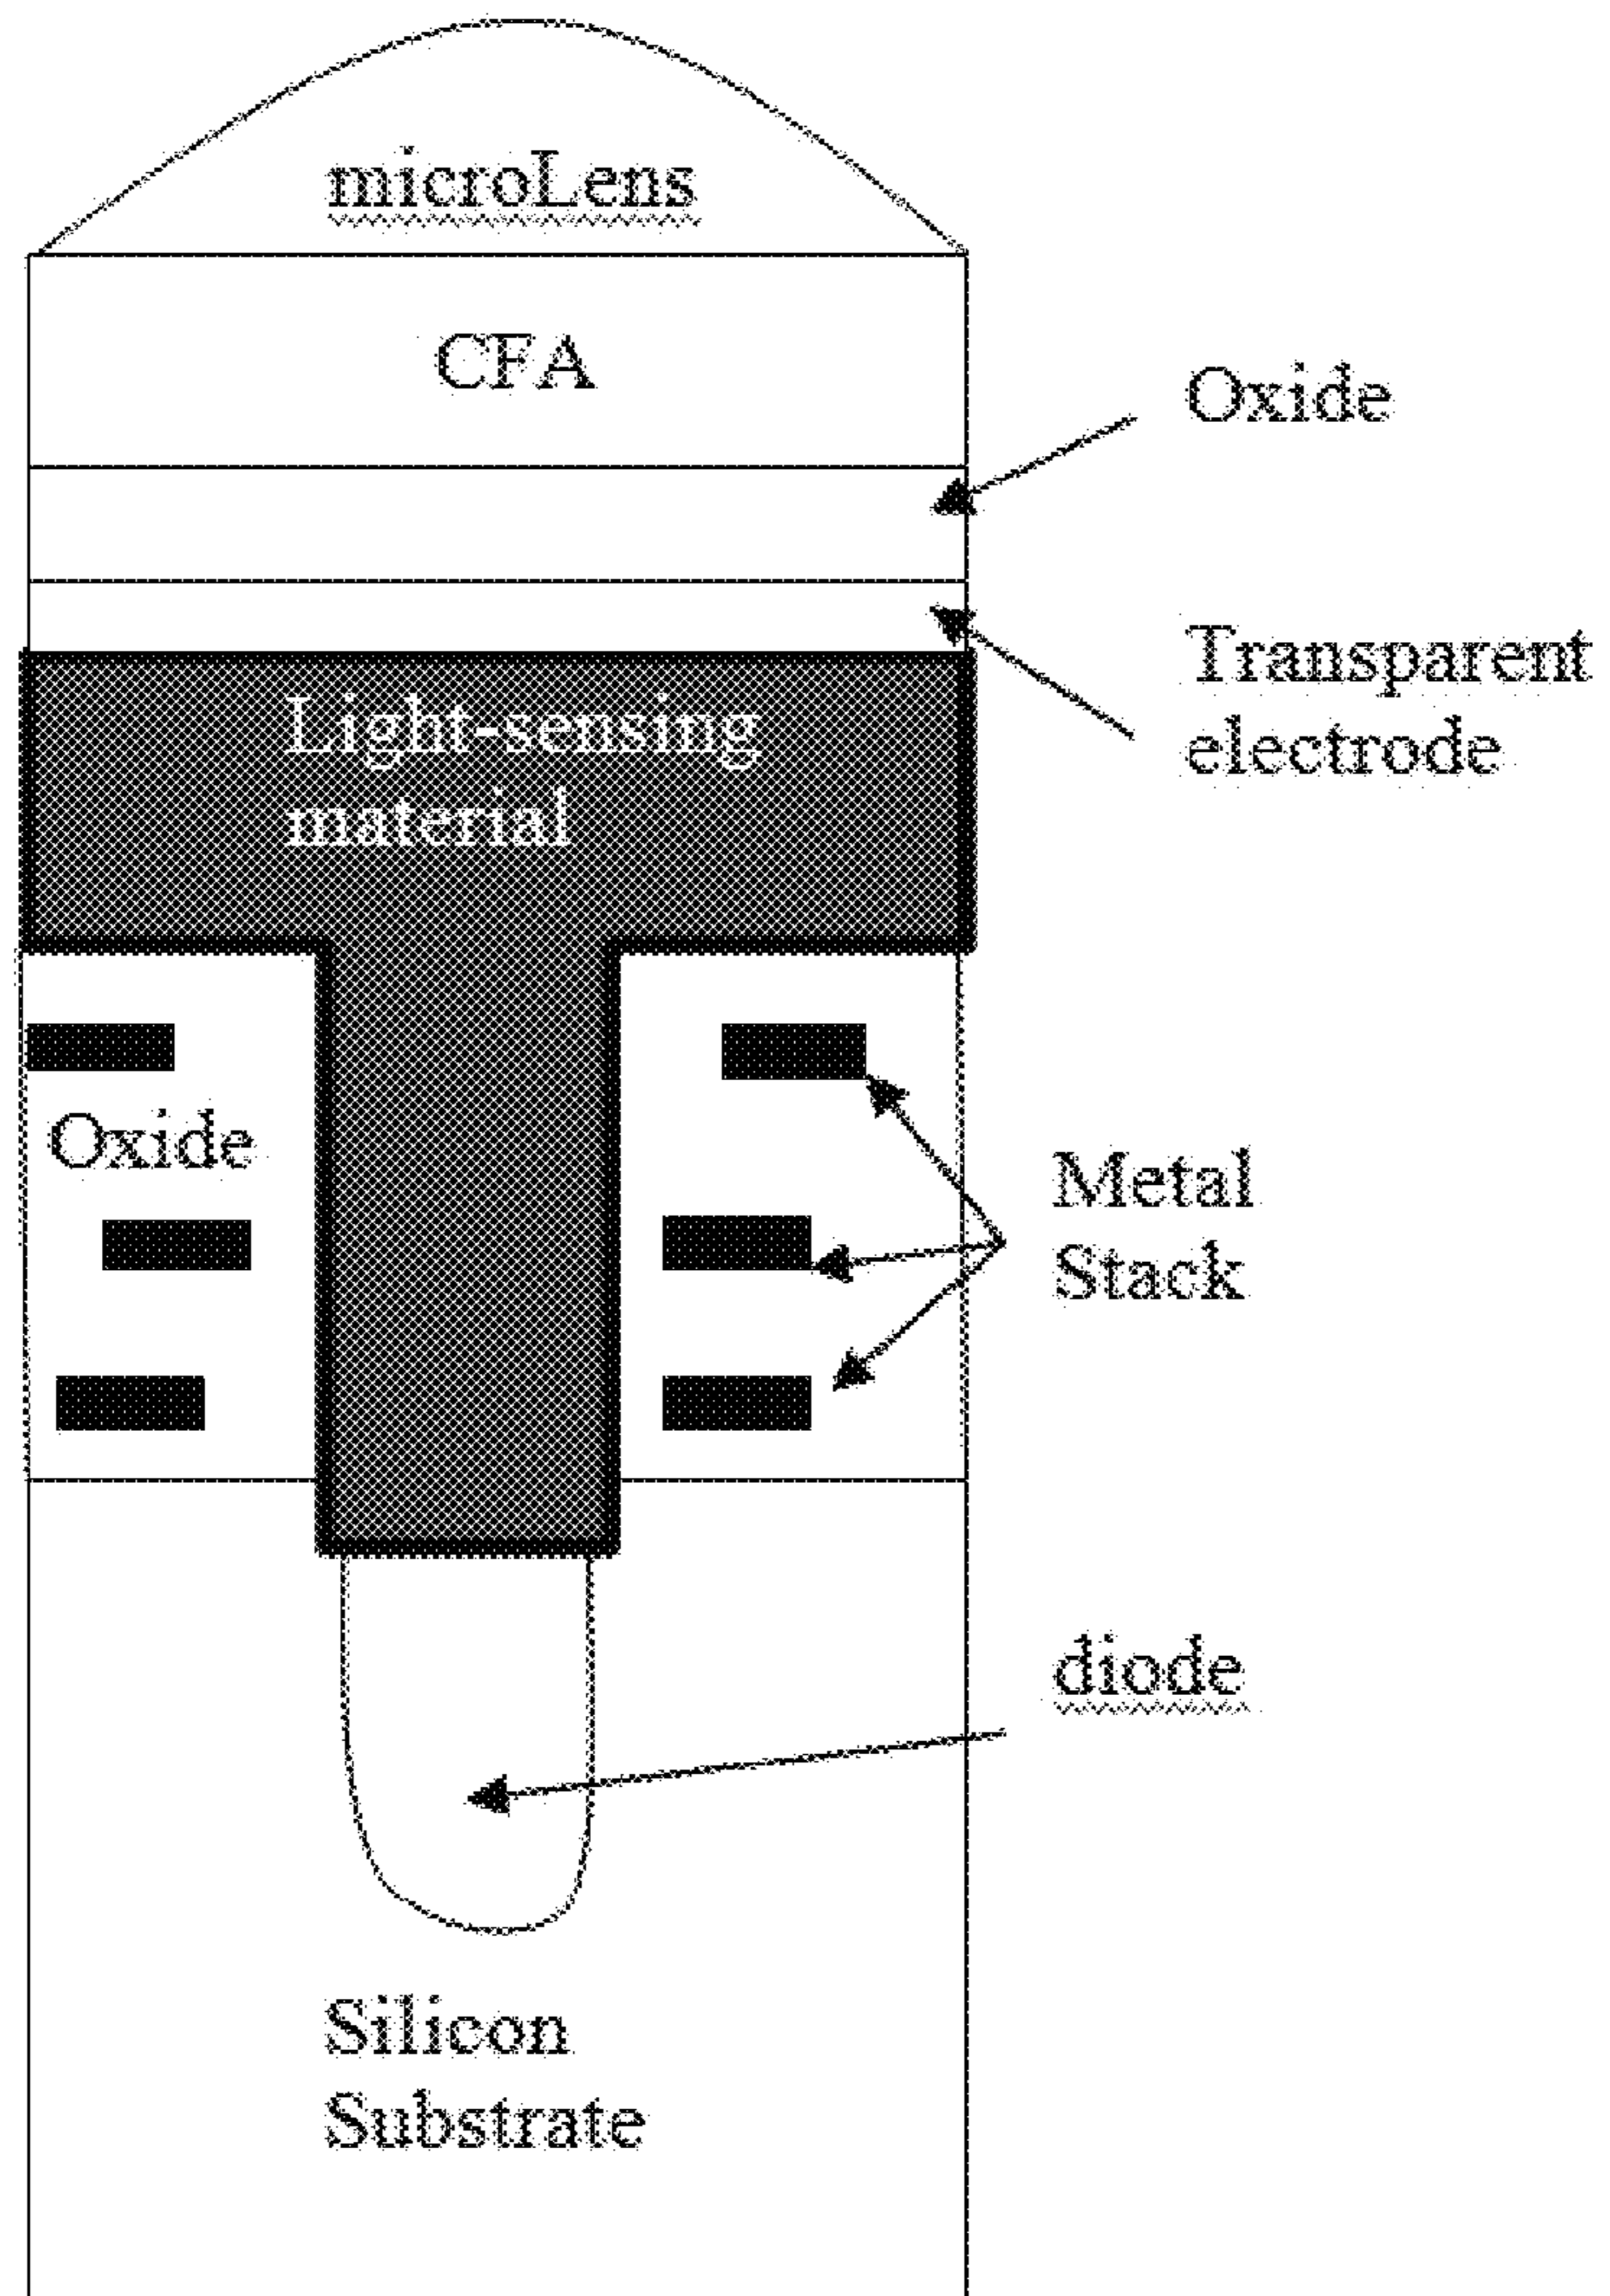 microLens
CFA
Oxide
Transparent
electrode
Light-sensing
material
Oxide
Metal
Stack
diode
Silicon
Substrate